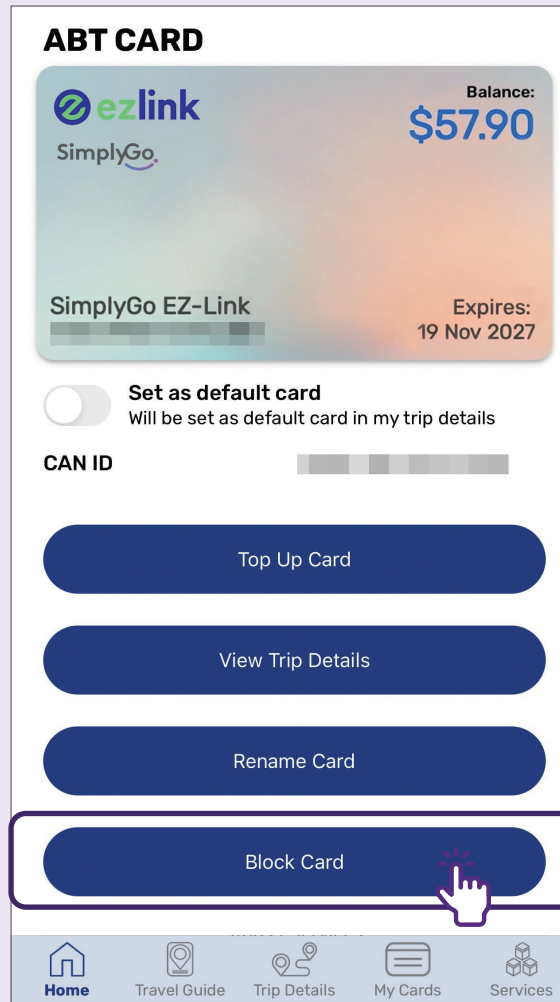 ABT CARD
ezlink
Balance:
$57.90
SimplyGo
SimplyGo EZ-Link
Expires:
19 Nov 2027
Set as default card
Will be set as default card in my trip details
CAN ID
Top Up Card
View Trip Details
Rename Card
Block Card
Home
Travel Guide
Trip Details
My Cards
Services